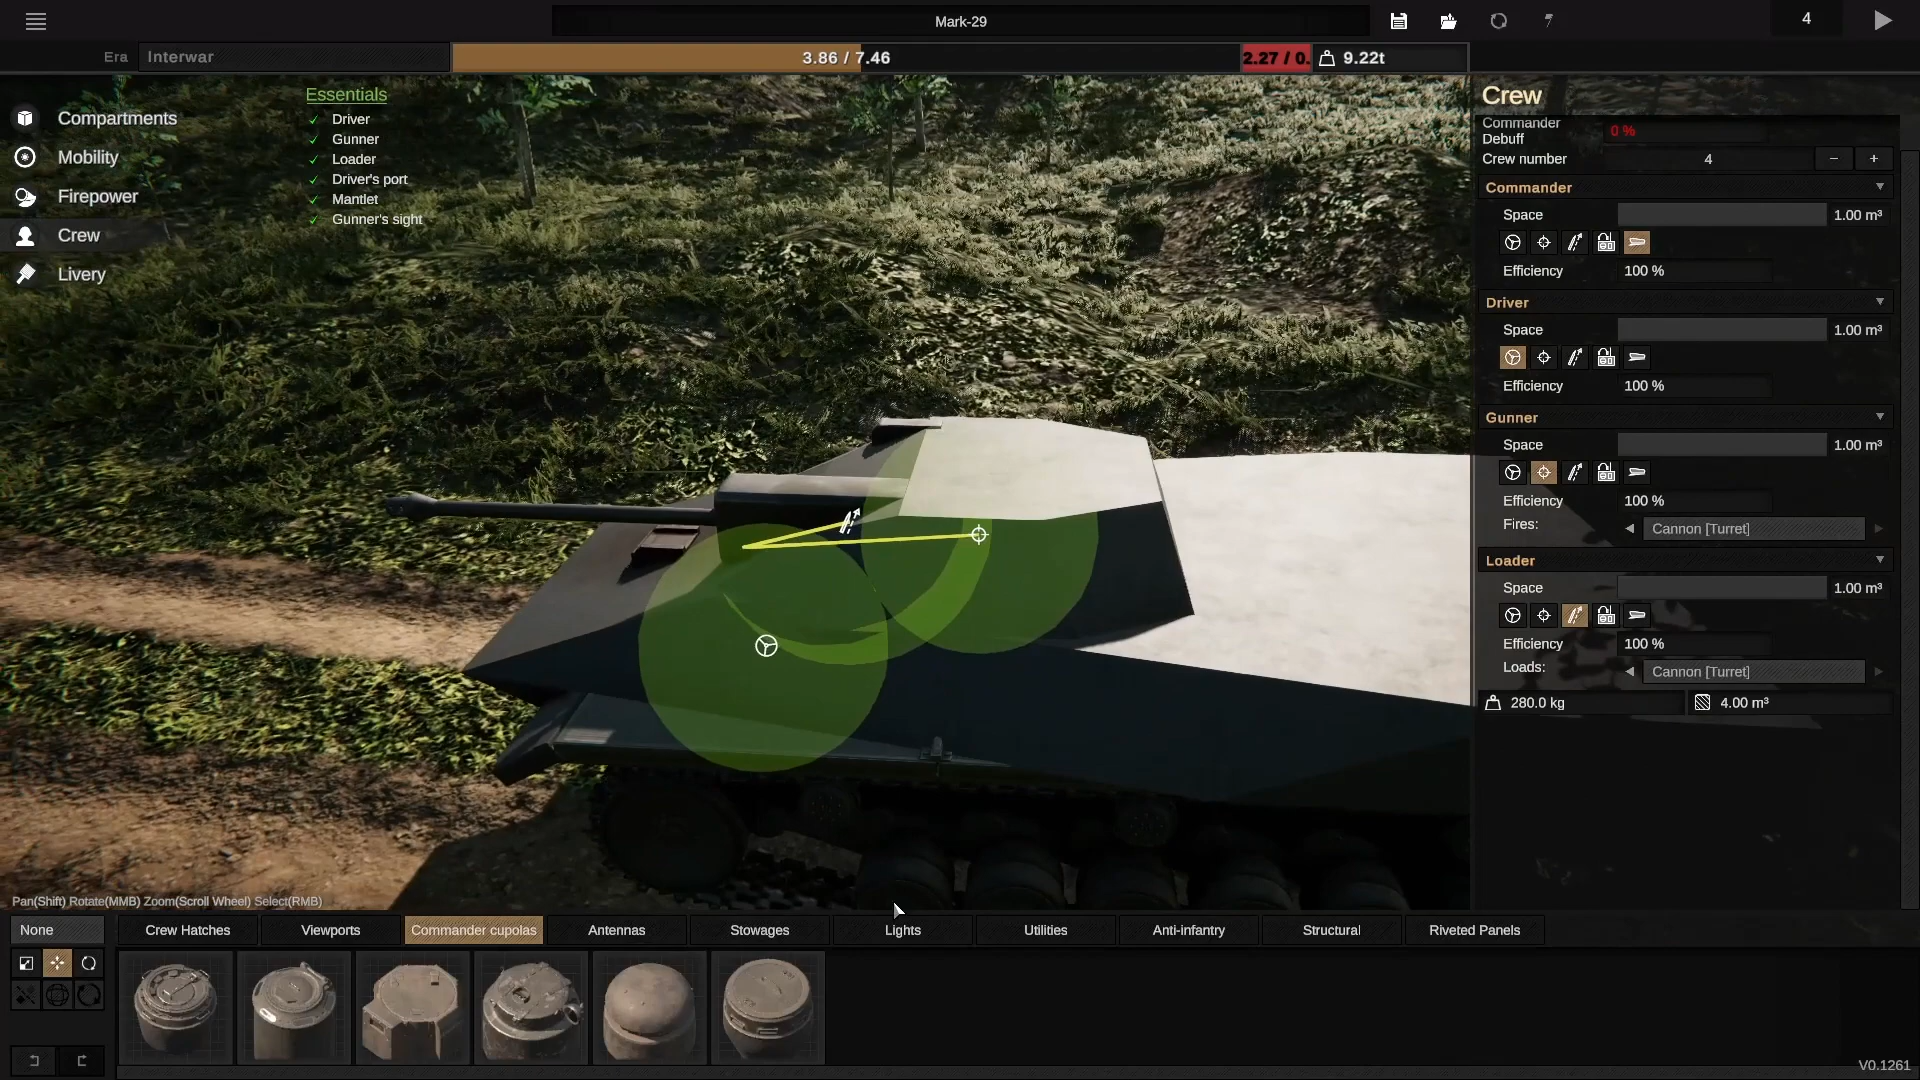 Mark-29
4
Era
Interwar
3.86 / 7.46
2.27 / 0.
9.22t
Compartments
Mobility
Firepower
Crew
Livery
Essentials
✓ Driver
✓ Gunner
✓ Loader
✓ Driver's port
✓ Mantlet
✓ Gunner's sight
Crew
Commander Debuff
0 %
Crew number
4
−
+
Commander
Space
1.00 m³
Efficiency
100 %
Driver
Space
1.00 m³
Efficiency
100 %
Gunner
Space
1.00 m³
Efficiency
100 %
Fires:
Cannon [Turret]
Loader
Space
1.00 m³
Efficiency
100 %
Loads:
Cannon [Turret]
280.0 kg
4.00 m³
Pan(Shift) Rotate(MMB) Zoom(Scroll Wheel) Select(RMB)
None
Crew Hatches
Viewports
Commander cupolas
Antennas
Stowages
Lights
Utilities
Anti-infantry
Structural
Riveted Panels
V0.1261